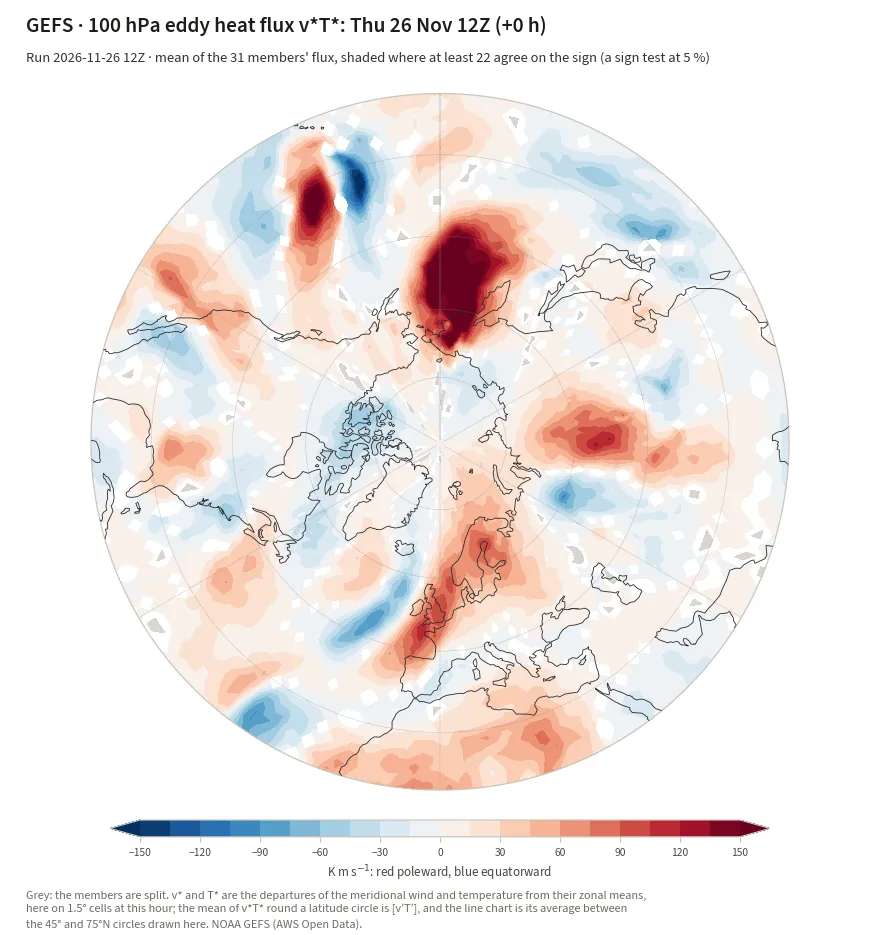 GEFS · 100 hPa eddy heat flux v*T*: Thu 26 Nov 12Z (+0 h)
Run 2026-11-26 12Z · mean of the 31 members' flux, shaded where at least 22 agree on the sign (a sign test at 5 %)
−150 −120 −90 −60 −30 0 30 60 90 120 150
K m s⁻¹: red poleward, blue equatorward
Grey: the members are split. v* and T* are the departures of the meridional wind and temperature from their zonal means,
here on 1.5° cells at this hour; the mean of v*T* round a latitude circle is [v'T'], and the line chart is its average between
the 45° and 75°N circles drawn here. NOAA GEFS (AWS Open Data).